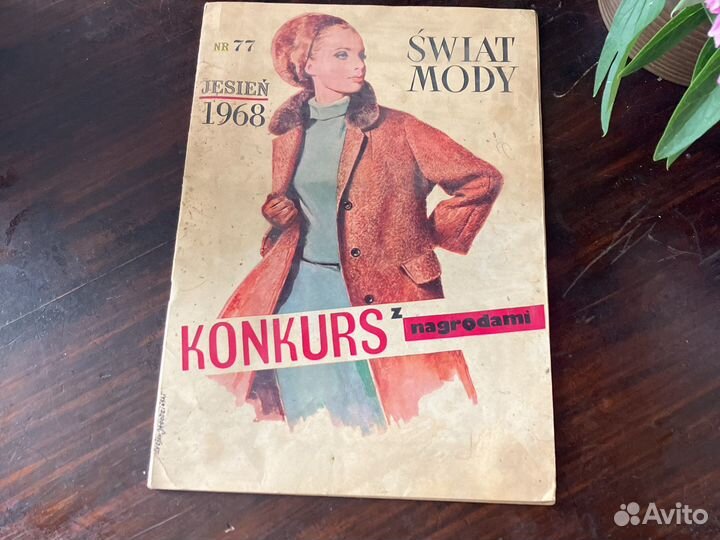 NR 77
JESIEŃ
1968
ŚWIAT
MODY
KONKURS z nagrodami
Avito